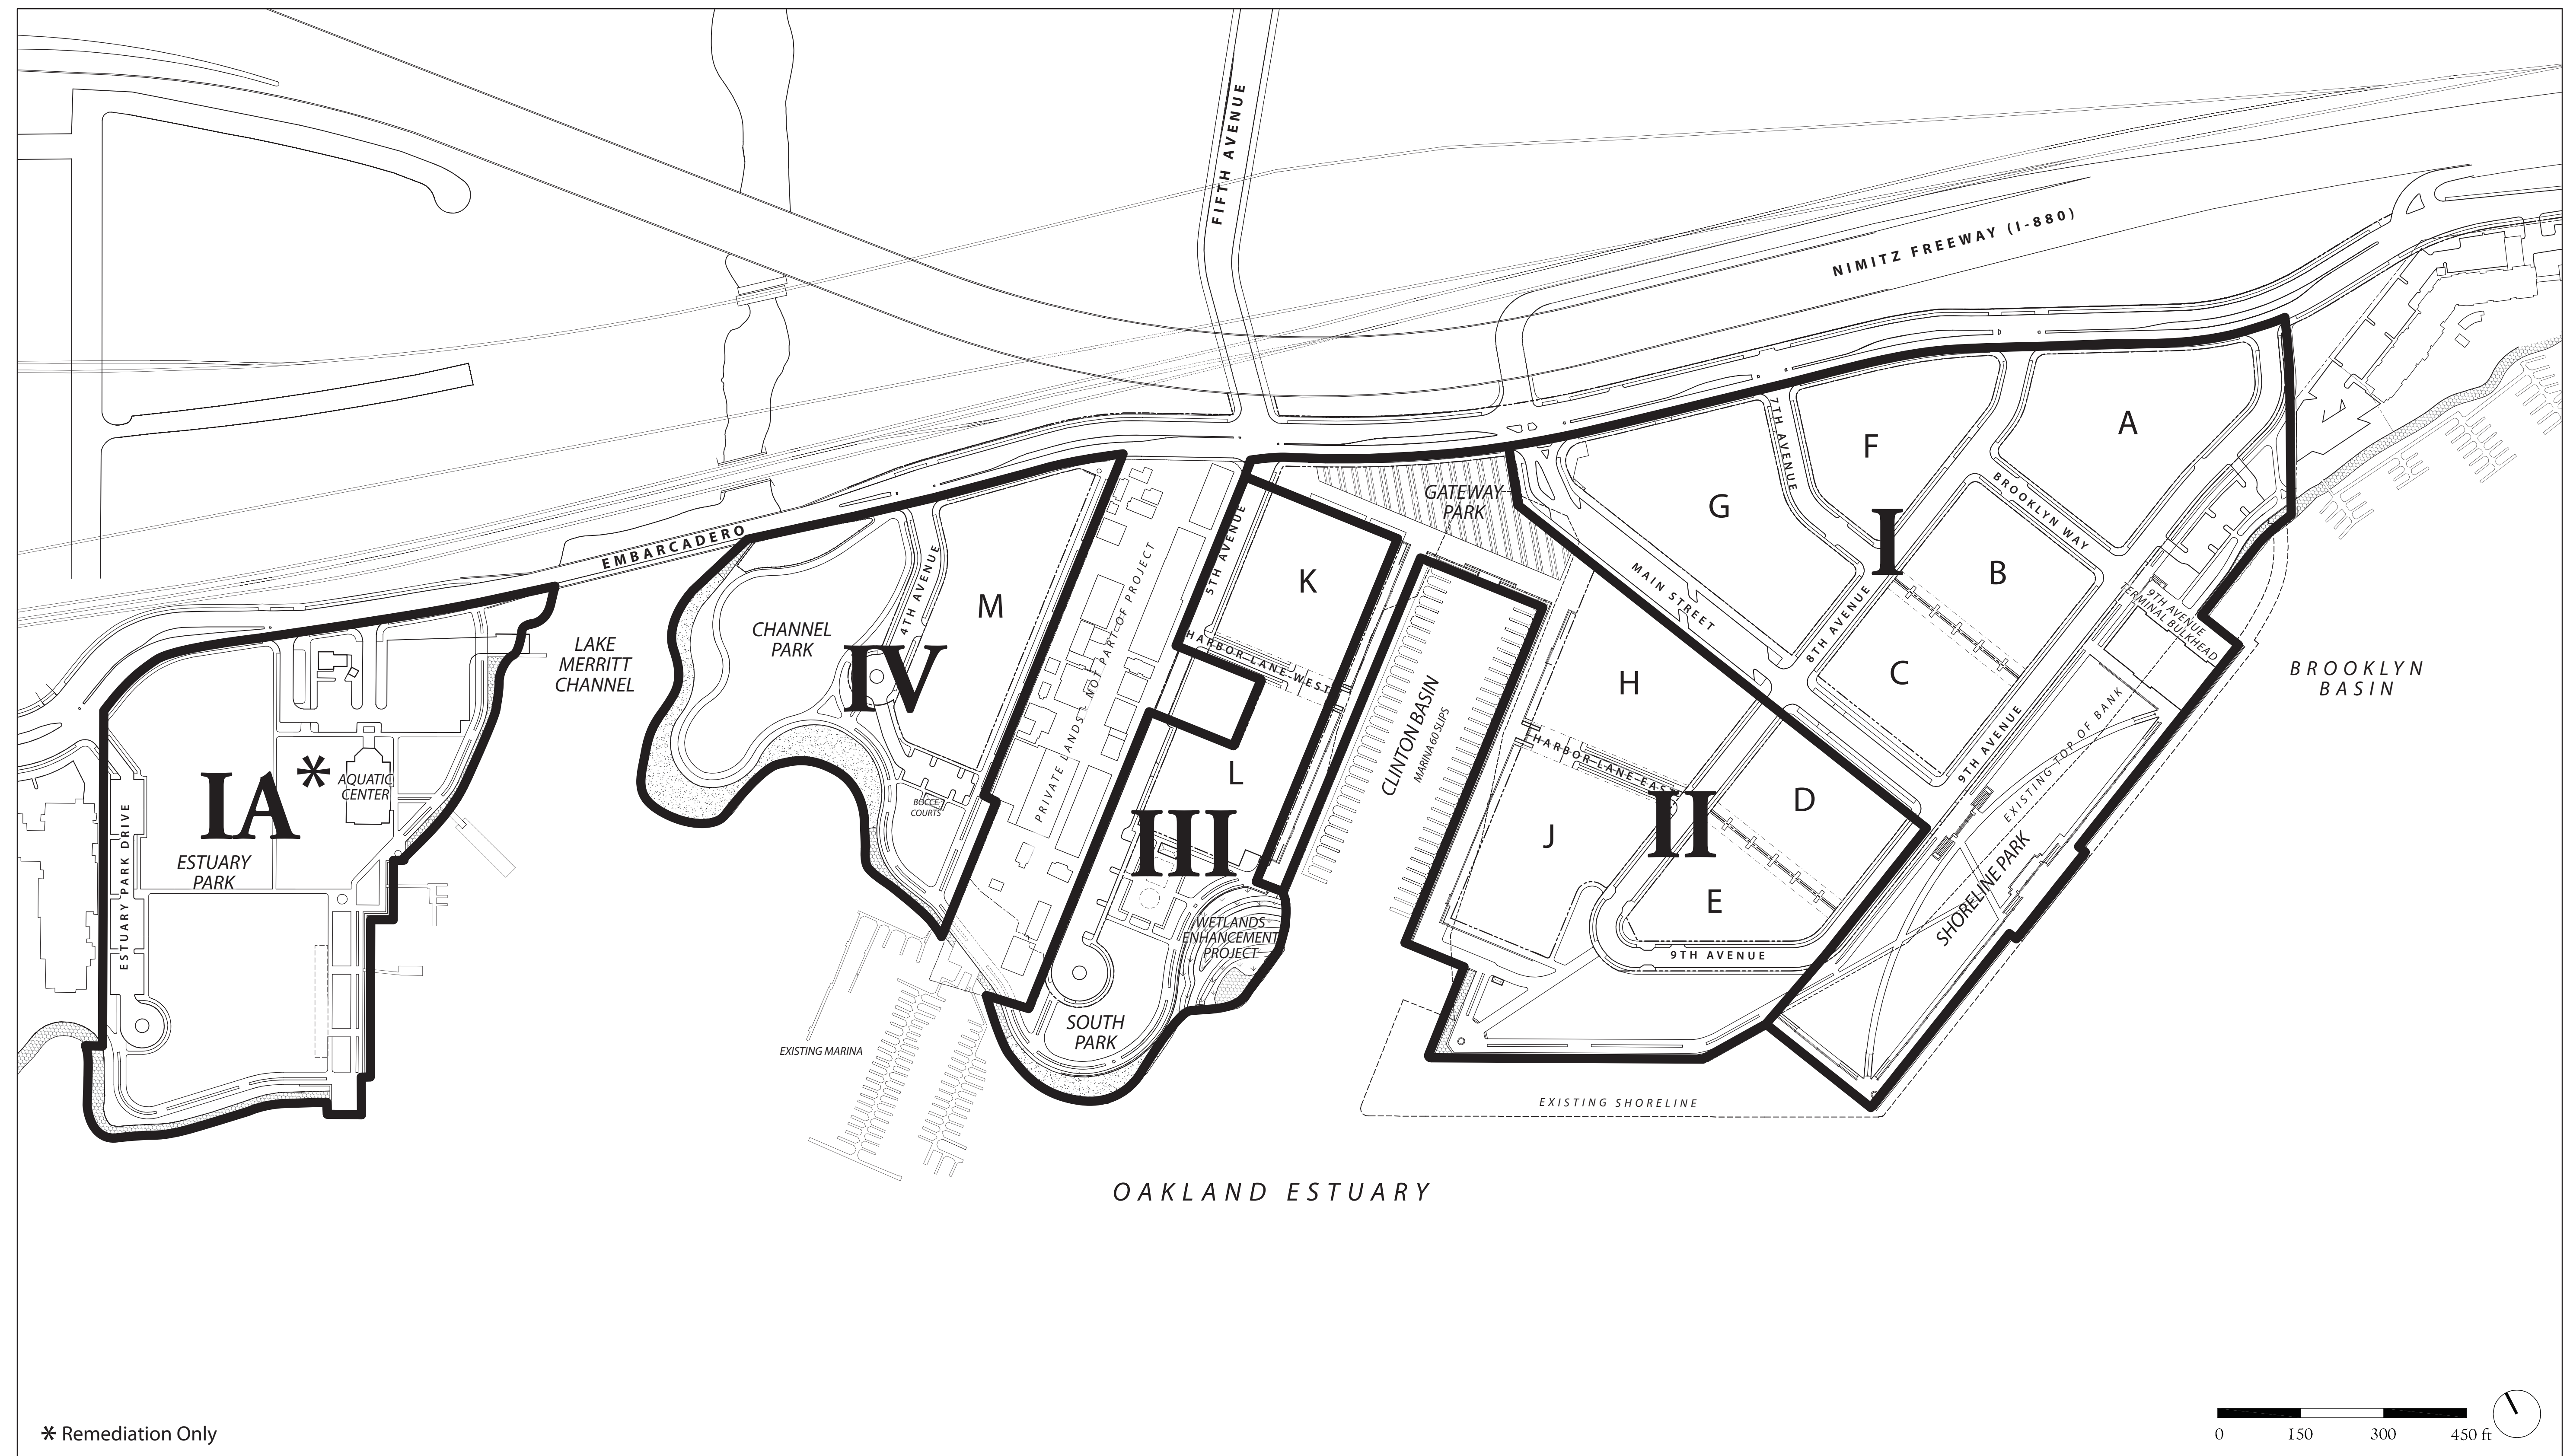 FIFTH AVENUE
NIMITZ FREEWAY (I-880)
EMBARCADERO
LAKE
MERRITT
CHANNEL
CHANNEL
PARK
4TH AVENUE
M
IV
BOCCE
COURTS
PRIVATE LANDS - NOT PART OF PROJECT
5TH AVENUE
K
HARBOR LANE WEST
L
III
WETLANDS
ENHANCEMENT
PROJECT
SOUTH
PARK
EXISTING MARINA
GATEWAY
PARK
CLINTON BASIN
MARINA 60 SLIPS
7TH AVENUE
F
A
G
I
BROOKLYN WAY
B
MAIN STREET
8TH AVENUE
C
H
9TH AVENUE
TERMINAL BULKHEAD
BROOKLYN
BASIN
HARBOR LANE EAST
II
D
J
E
9TH AVENUE
9TH AVENUE
EXISTING TOP OF BANK
SHORELINE PARK
EXISTING SHORELINE
IA*
AQUATIC
CENTER
ESTUARY
PARK
ESTUARY PARK DRIVE
OAKLAND ESTUARY
* Remediation Only
0 150 300 450 ft